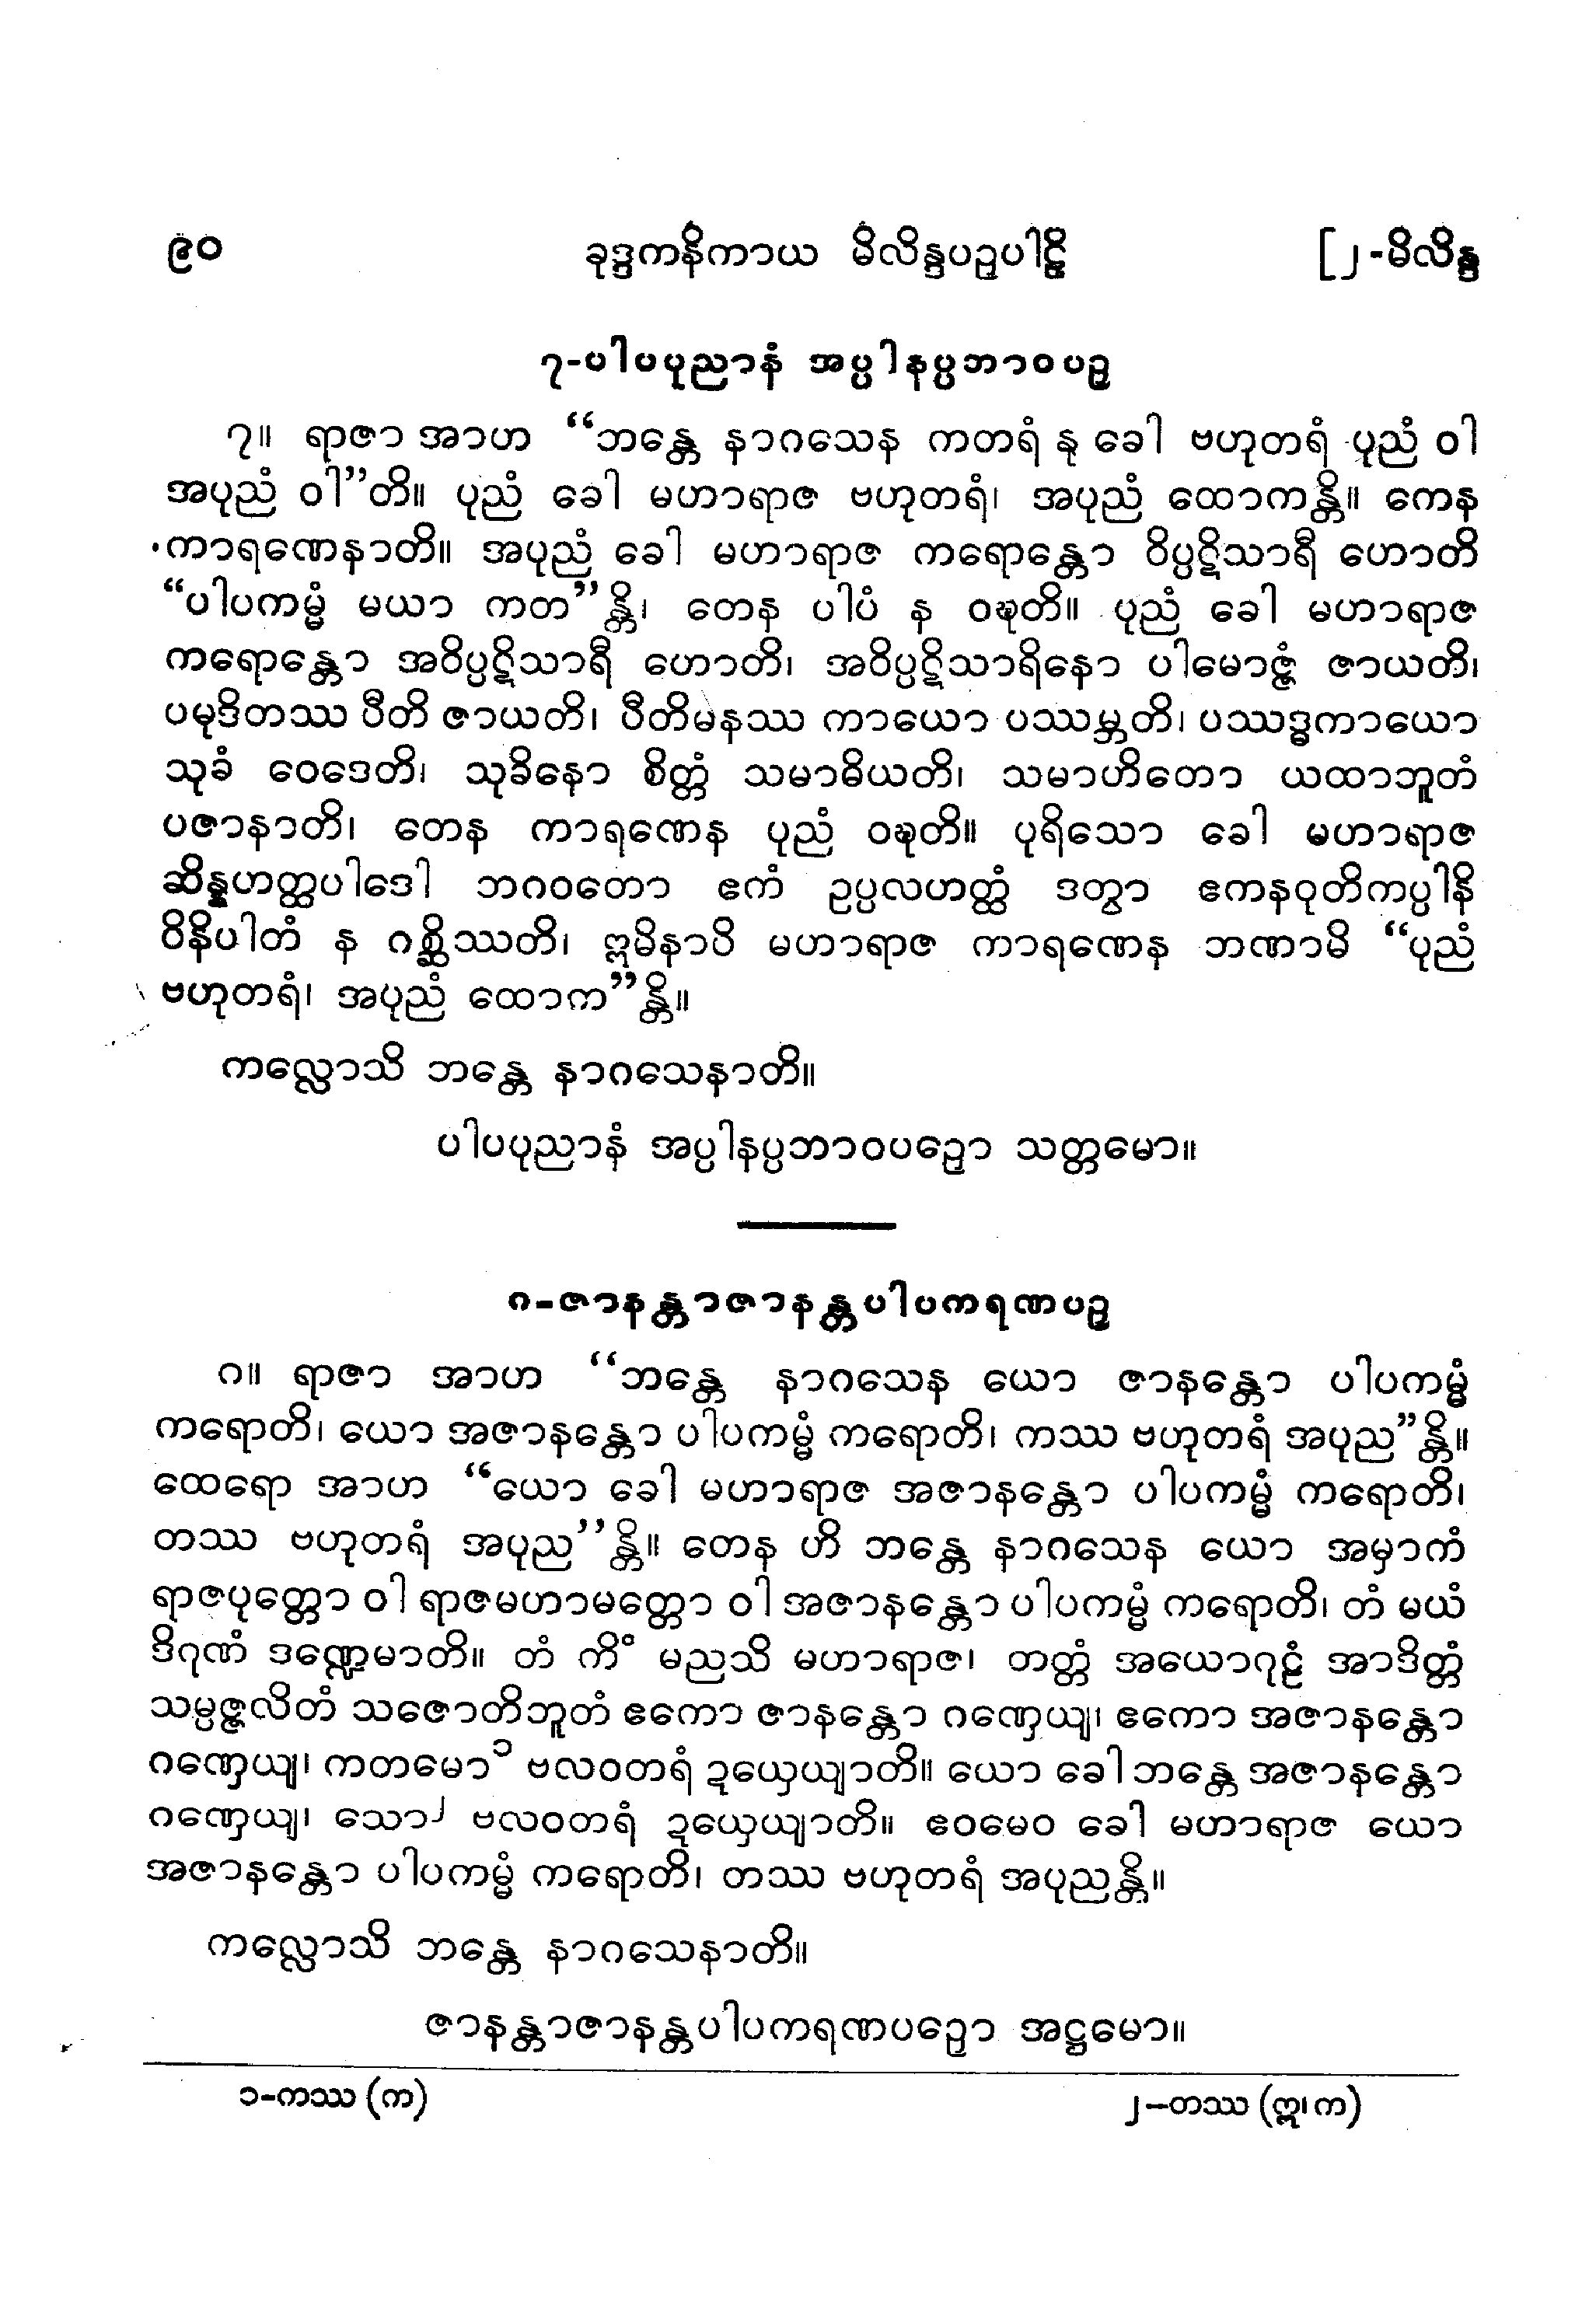 ၉၀ ခုဒ္ဒကနိကာယ မိလိန္ဒပဉှပါဠိ [၂-မိလိန္ဒ
၇-ပါပပုညာနံ အပ္ပါနပ္ပဘာဝပဉှ
၇။ ရာဇာ အာဟ “ဘန္တေ နာဂသေန ကတရံ နု ခေါ ဗဟုတရံ ပုညံ ဝါ
အပုညံ ဝါ”တိ။ ပုညံ ခေါ မဟာရာဇ ဗဟုတရံ၊ အပုညံ ထောကန္တိ။ ကေန
ကာရဏေနာတိ။ အပုညံ ခေါ မဟာရာဇ ကရောန္တော ဝိပ္ပဋိသာရီ ဟောတိ
“ပါပကမ္မံ မယာ ကတ”န္တိ၊ တေန ပါပံ န ဝဍ္ဎတိ။ ပုညံ ခေါ မဟာရာဇ
ကရောန္တော အဝိပ္ပဋိသာရီ ဟောတိ၊ အဝိပ္ပဋိသာရိနော ပါမောဇ္ဇံ ဇာယတိ၊
ပမုဒိတဿ ပီတိ ဇာယတိ၊ ပီတိမနဿ ကာယော ပဿမ္ဘတိ၊ ပဿဒ္ဓကာယော
သုခံ ဝေဒေတိ၊ သုခိနော စိတ္တံ သမာဓိယတိ၊ သမာဟိတော ယထာဘူတံ
ပဇာနာတိ၊ တေန ကာရဏေန ပုညံ ဝဍ္ဎတိ။ ပုရိသော ခေါ မဟာရာဇ
ဆိန္နဟတ္ထပါဒေါ ဘဂဝတော ဧကံ ဥပ္ပလဟတ္ထံ ဒတွာ ဧကနဝုတိကပ္ပါနိ
ဝိနိပါတံ န ဂစ္ဆိဿတိ၊ ဣမိနာပိ မဟာရာဇ ကာရဏေန ဘဏာမိ “ပုညံ
ဗဟုတရံ၊ အပုညံ ထောက”န္တိ။
ကလ္လောသိ ဘန္တေ နာဂသေနာတိ။
ပါပပုညာနံ အပ္ပါနပ္ပဘာဝပဉှော သတ္တမော။
၈-ဇာနန္တာဇာနန္တပါပကရဏပဉှ
၈။ ရာဇာ အာဟ “ဘန္တေ နာဂသေန ယော ဇာနန္တော ပါပကမ္မံ
ကရောတိ၊ ယော အဇာနန္တော ပါပကမ္မံ ကရောတိ၊ ကဿ ဗဟုတရံ အပုည”န္တိ။
ထေရော အာဟ “ယော ခေါ မဟာရာဇ အဇာနန္တော ပါပကမ္မံ ကရောတိ၊
တဿ ဗဟုတရံ အပုည”န္တိ။ တေန ဟိ ဘန္တေ နာဂသေန ယော အမှာကံ
ရာဇပုတ္တော ဝါ ရာဇမဟာမတ္တော ဝါ အဇာနန္တော ပါပကမ္မံ ကရောတိ၊ တံ မယံ
ဒိဂုဏံ ဒဏ္ဍေမာတိ။ တံ ကိံ မညသိ မဟာရာဇ၊ တတ္တံ အယောဂုဠံ အာဒိတ္တံ
သမ္ပဇ္ဇလိတံ သဇောတိဘူတံ ဧကော ဇာနန္တော ဂဏှေယျ၊ ဧကော အဇာနန္တော
ဂဏှေယျ၊ ကတမော၁ ဗလဝတရံ ဍယှေယျာတိ။ ယော ခေါ ဘန္တေ အဇာနန္တော
ဂဏှေယျ၊ သော၂ ဗလဝတရံ ဍယှေယျာတိ။ ဧဝမေဝ ခေါ မဟာရာဇ ယော
အဇာနန္တော ပါပကမ္မံ ကရောတိ၊ တဿ ဗဟုတရံ အပုညန္တိ။
ကလ္လောသိ ဘန္တေ နာဂသေနာတိ။
ဇာနန္တာဇာနန္တပါပကရဏပဉှော အဋ္ဌမော။
၁-ကဿ (က) ၂-တဿ (ဣ၊ က)